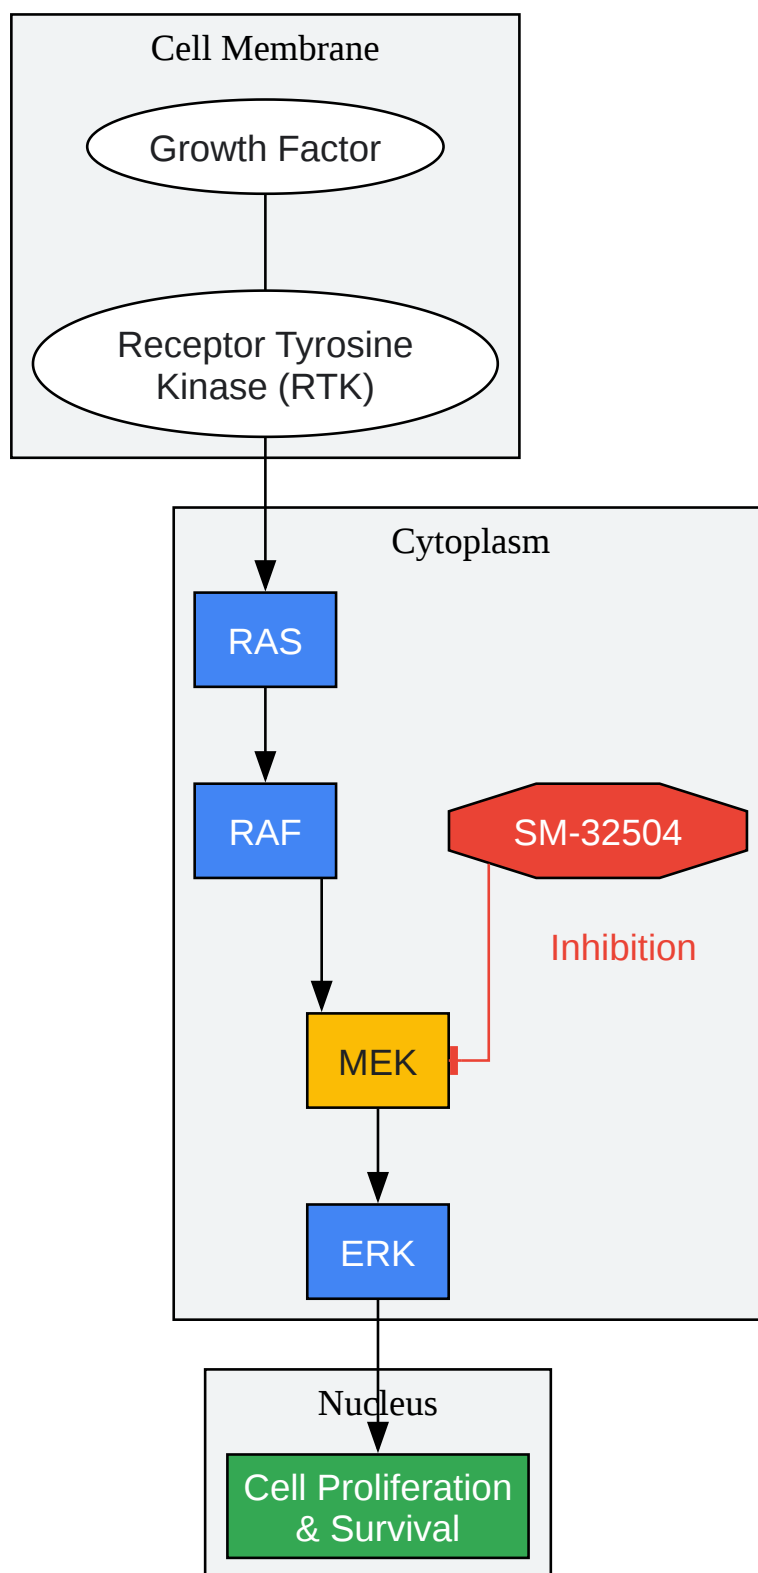 Cell Membrane
Growth Factor
Receptor Tyrosine
Kinase (RTK)
Cytoplasm
RAS
RAF
SM-32504
Inhibition
MEK
ERK
Nucleus
Cell Proliferation
& Survival